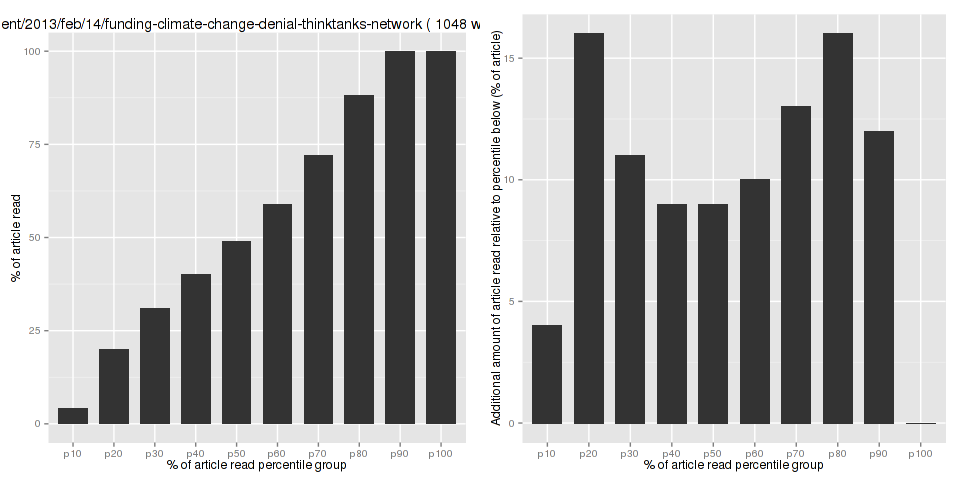 ent/2013/feb/14/funding-climate-change-denial-thinktanks-network ( 1048 w
100
75
50
25
0
% of article read
p10 p20 p30 p40 p50 p60 p70 p80 p90 p100
% of article read percentile group
15
10
5
0
Additional amount of article read relative to percentile below (% of article)
p10 p20 p30 p40 p50 p60 p70 p80 p90 p100
% of article read percentile group